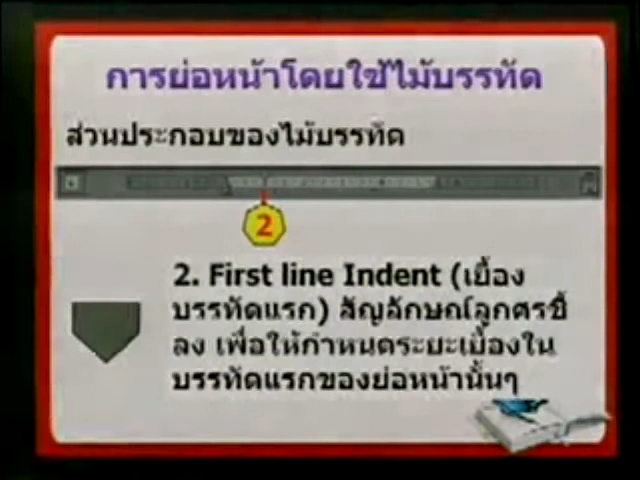 การย่อหน้าโดยใช้ไม้บรรทัด
ส่วนประกอบของไม้บรรทัด
2
2. First line Indent (เยื้อง
บรรทัดแรก) สัญลักษณ์ลูกศรชี้
ลง เพื่อให้กำหนดระยะเยื้องใน
บรรทัดแรกของย่อหน้านั้นๆ